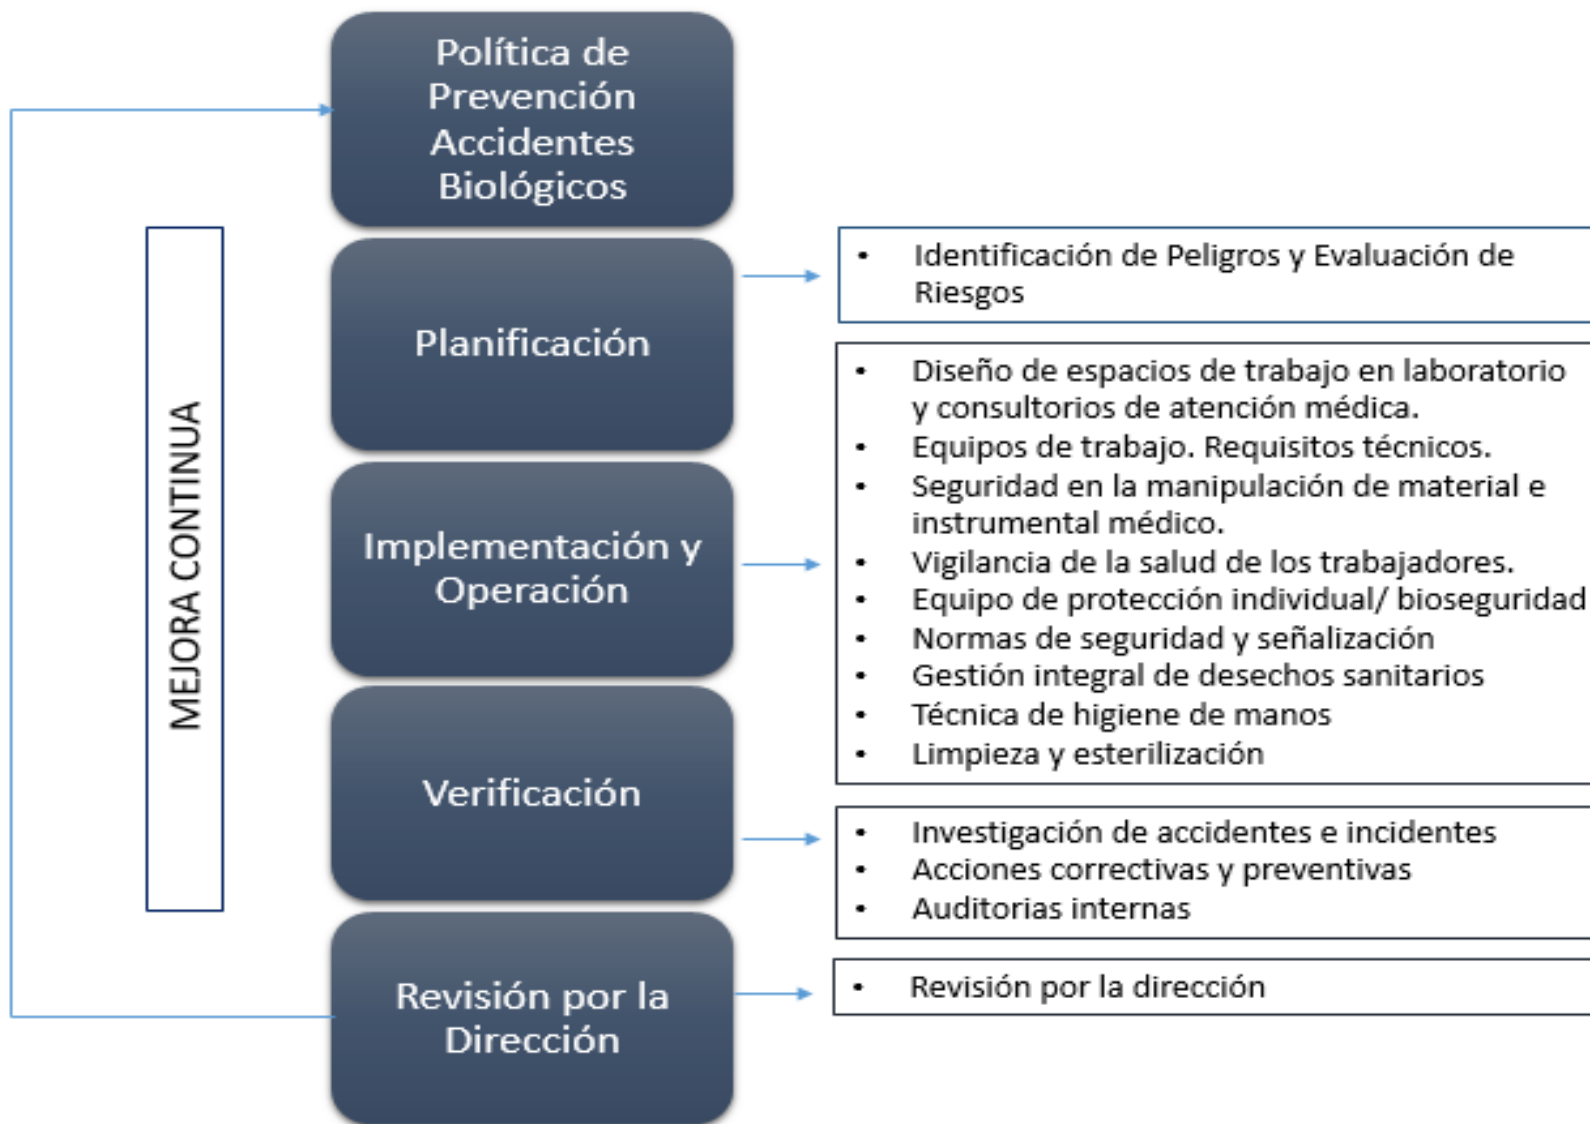 Política de
Prevención
Accidentes
Biológicos
MEJORA CONTINUA
Planificación
• Identificación de Peligros y Evaluación de
Riesgos
Implementación y
Operación
• Diseño de espacios de trabajo en laboratorio
y consultorios de atención médica.
• Equipos de trabajo. Requisitos técnicos.
• Seguridad en la manipulación de material e
instrumental médico.
• Vigilancia de la salud de los trabajadores.
• Equipo de protección individual/ bioseguridad
• Normas de seguridad y señalización
• Gestión integral de desechos sanitarios
• Técnica de higiene de manos
• Limpieza y esterilización
Verificación
• Investigación de accidentes e incidentes
• Acciones correctivas y preventivas
• Auditorias internas
Revisión por la
Dirección
• Revisión por la dirección